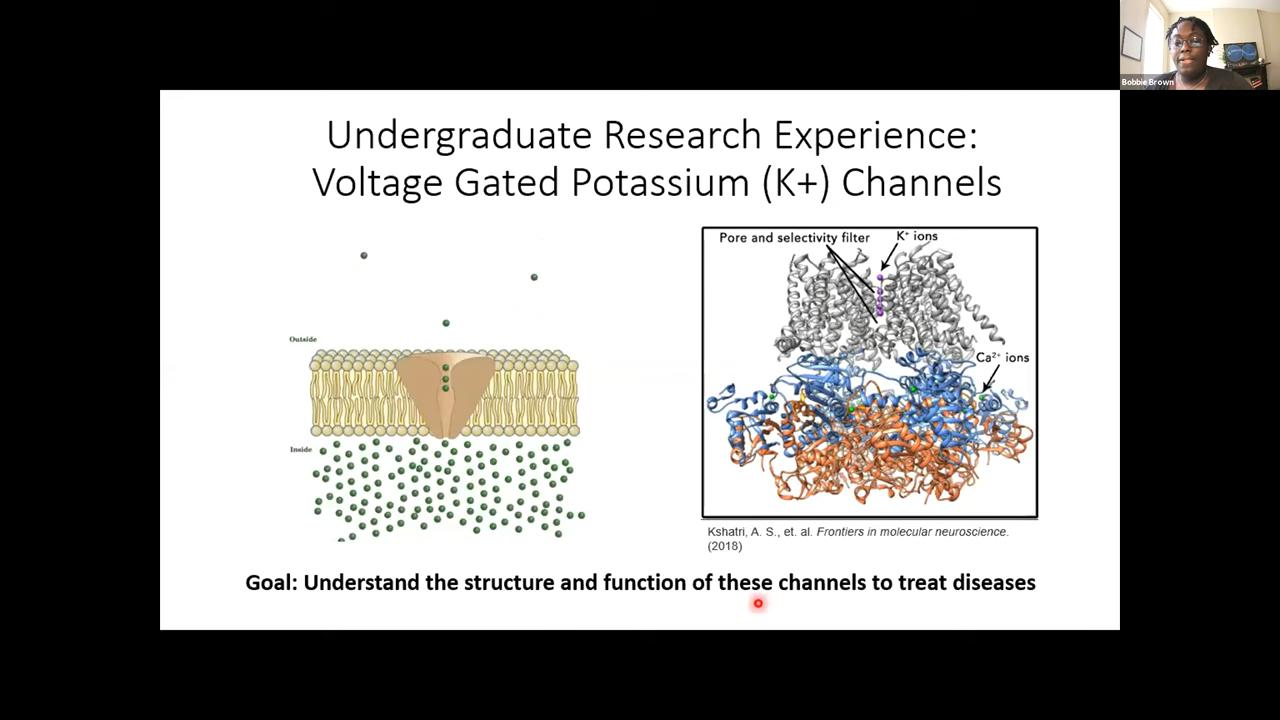 Bobbie Brown
Undergraduate Research Experience:
Voltage Gated Potassium (K+) Channels
Outside
Inside
Pore and selectivity filter
K⁺ ions
Ca²⁺ ions
Kshatri, A. S., et. al. Frontiers in molecular neuroscience.
(2018)
Goal: Understand the structure and function of these channels to treat diseases